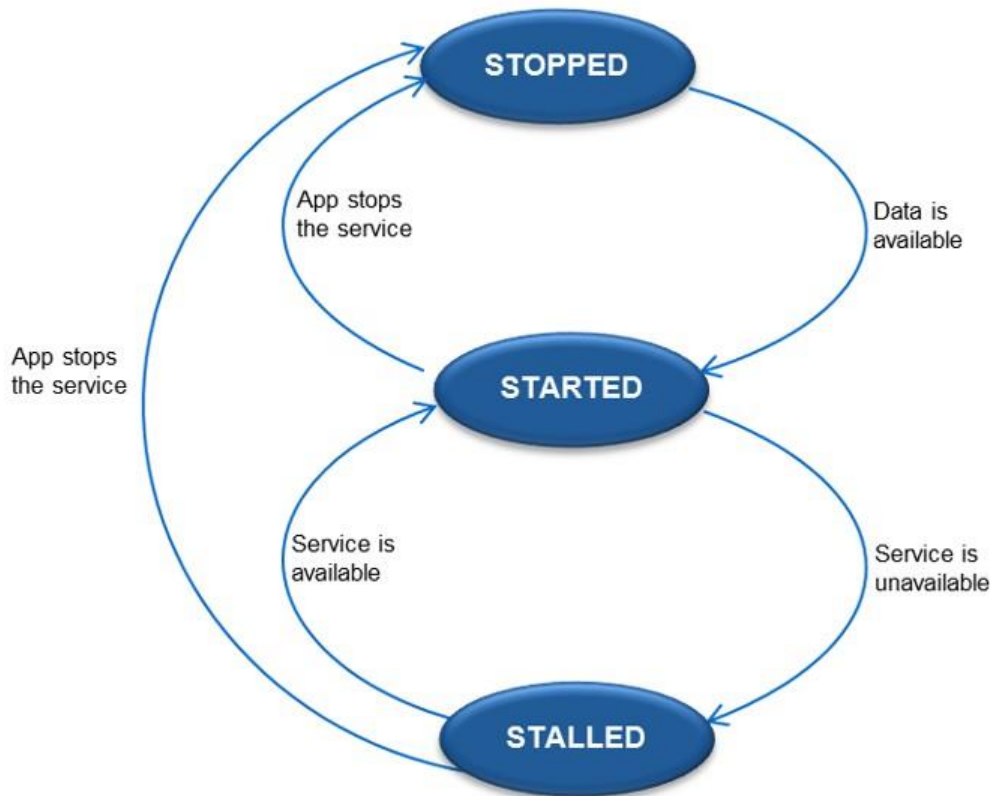 STOPPED
App stops
the service
Data is
available
App stops
the service
STARTED
Service is
available
Service is
unavailable
STALLED